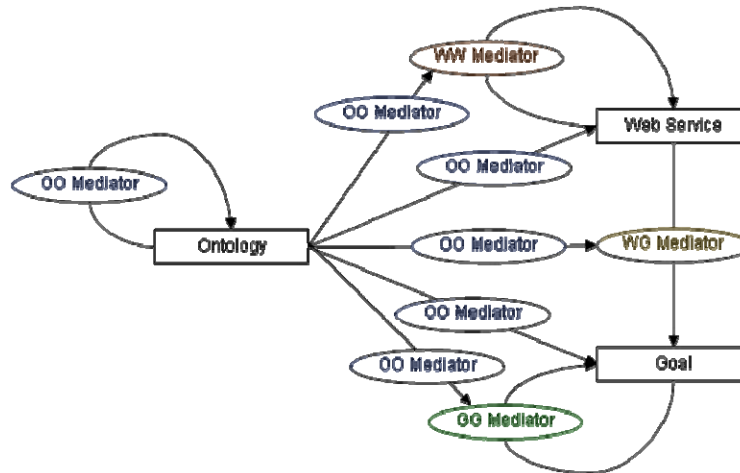 WW Mediator
OO Mediator
Web Service
OO Mediator
OO Mediator
Ontology
OO Mediator
WG Mediator
OO Mediator
OO Mediator
Goal
GG Mediator